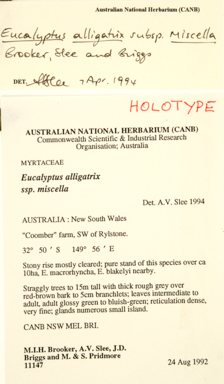 Australian National Herbarium (CANB)
Eucalyptus alligatrix subsp. Miscella
Brooker, Slee and Briggs
DET. A.V. Slee 7 Apr. 1994
HOLOTYPE
AUSTRALIAN NATIONAL HERBARIUM (CANB)
Commonwealth Scientific & Industrial Research
Organisation; Australia
MYRTACEAE
Eucalyptus alligatrix
ssp. miscella
Det. A.V. Slee 1994
AUSTRALIA : New South Wales
"Coomber" farm, SW of Rylstone.
32° 50 ' S 149° 56 ' E
Stony rise mostly cleared; pure stand of this species over ca
10ha, E. macrorhyncha, E. blakelyi nearby.
Straggly trees to 15m tall with thick rough grey over
red-brown bark to 5cm branchlets; leaves intermediate to
adult, adult glossy green to bluish-green; reticulation dense,
very fine; glands numerous small island.
CANB NSW MEL BRI.
M.I.H. Brooker, A.V. Slee, J.D.
Briggs and M. & S. Pridmore
11147 24 Aug 1992